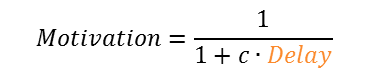 Motivation = 1 / (1 + c · Delay)